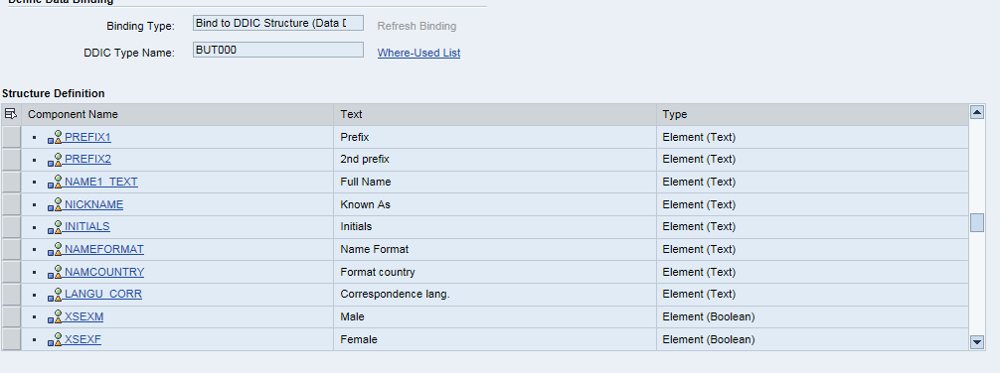 Define Data Binding
Binding Type: Bind to DDIC Structure (Data D Refresh Binding
DDIC Type Name: BUT000 Where-Used List
Structure Definition
Component Name Text Type
PREFIX1 Prefix Element (Text)
PREFIX2 2nd prefix Element (Text)
NAME1_TEXT Full Name Element (Text)
NICKNAME Known As Element (Text)
INITIALS Initials Element (Text)
NAMEFORMAT Name Format Element (Text)
NAMCOUNTRY Format country Element (Text)
LANGU_CORR Correspondence lang. Element (Text)
XSEXM Male Element (Boolean)
XSEXF Female Element (Boolean)